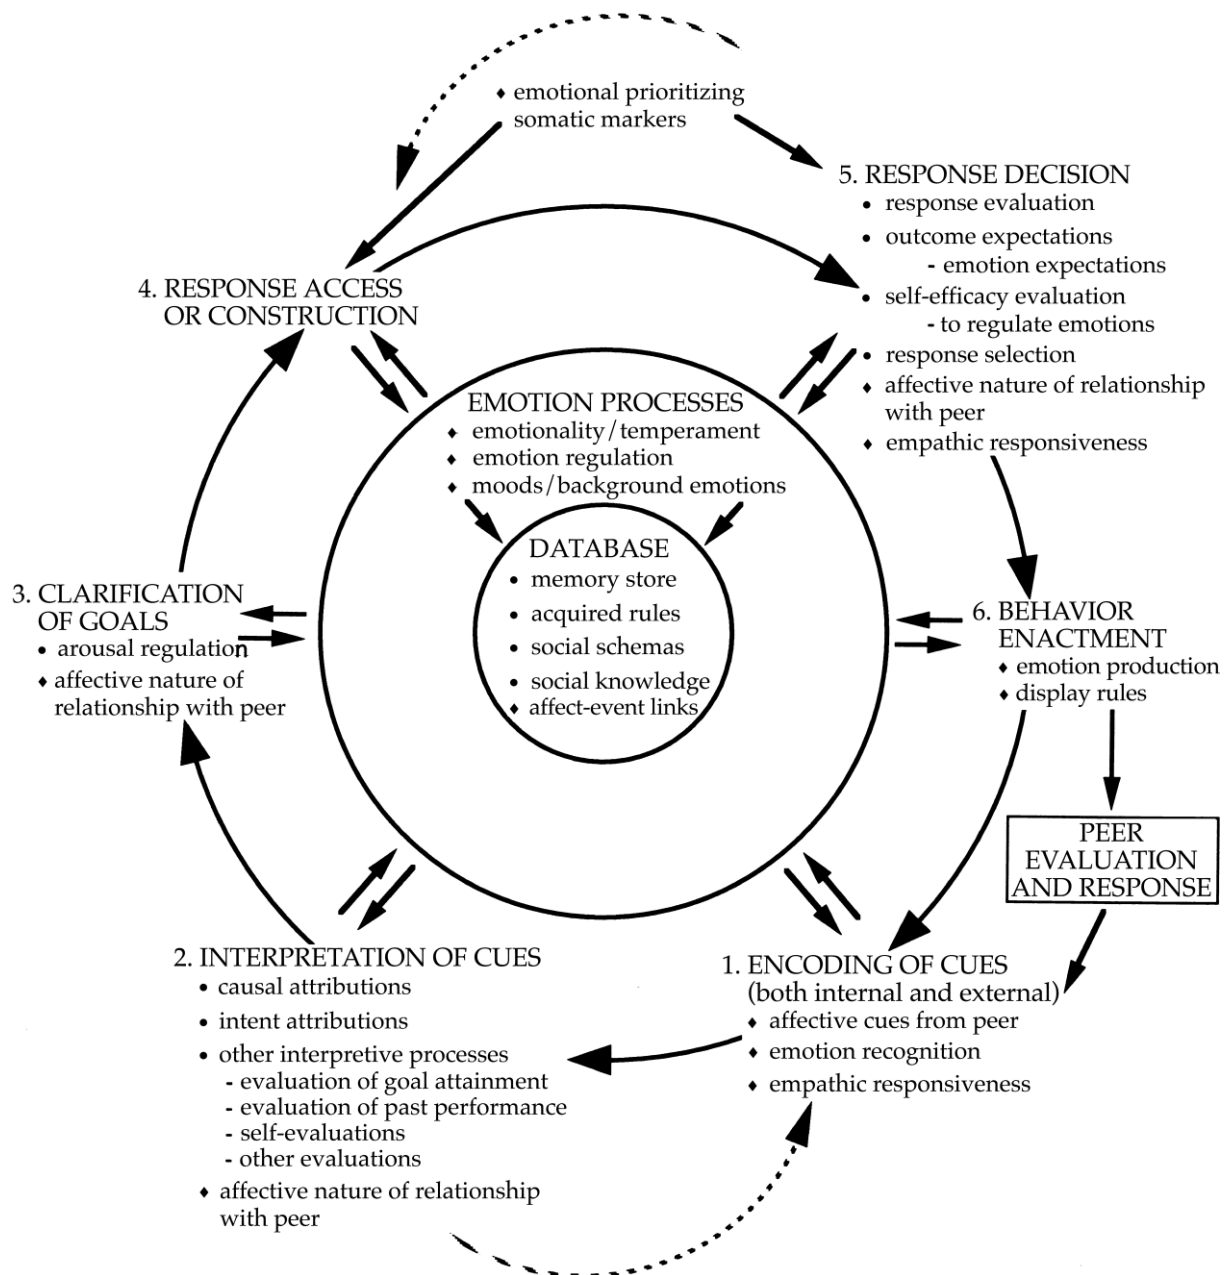 ♦ emotional prioritizing
somatic markers
5. RESPONSE DECISION
• response evaluation
• outcome expectations
- emotion expectations
• self-efficacy evaluation
- to regulate emotions
• response selection
♦ affective nature of relationship
with peer
♦ empathic responsiveness
4. RESPONSE ACCESS
OR CONSTRUCTION
EMOTION PROCESSES
♦ emotionality/temperament
♦ emotion regulation
♦ moods/background emotions
DATABASE
• memory store
• acquired rules
• social schemas
• social knowledge
♦ affect-event links
3. CLARIFICATION
OF GOALS
• arousal regulation
♦ affective nature of
relationship with peer
6. BEHAVIOR
ENACTMENT
♦ emotion production
♦ display rules
PEER
EVALUATION
AND RESPONSE
2. INTERPRETATION OF CUES
• causal attributions
• intent attributions
• other interpretive processes
- evaluation of goal attainment
- evaluation of past performance
- self-evaluations
- other evaluations
♦ affective nature of relationship
with peer
1. ENCODING OF CUES
(both internal and external)
♦ affective cues from peer
♦ emotion recognition
♦ empathic responsiveness